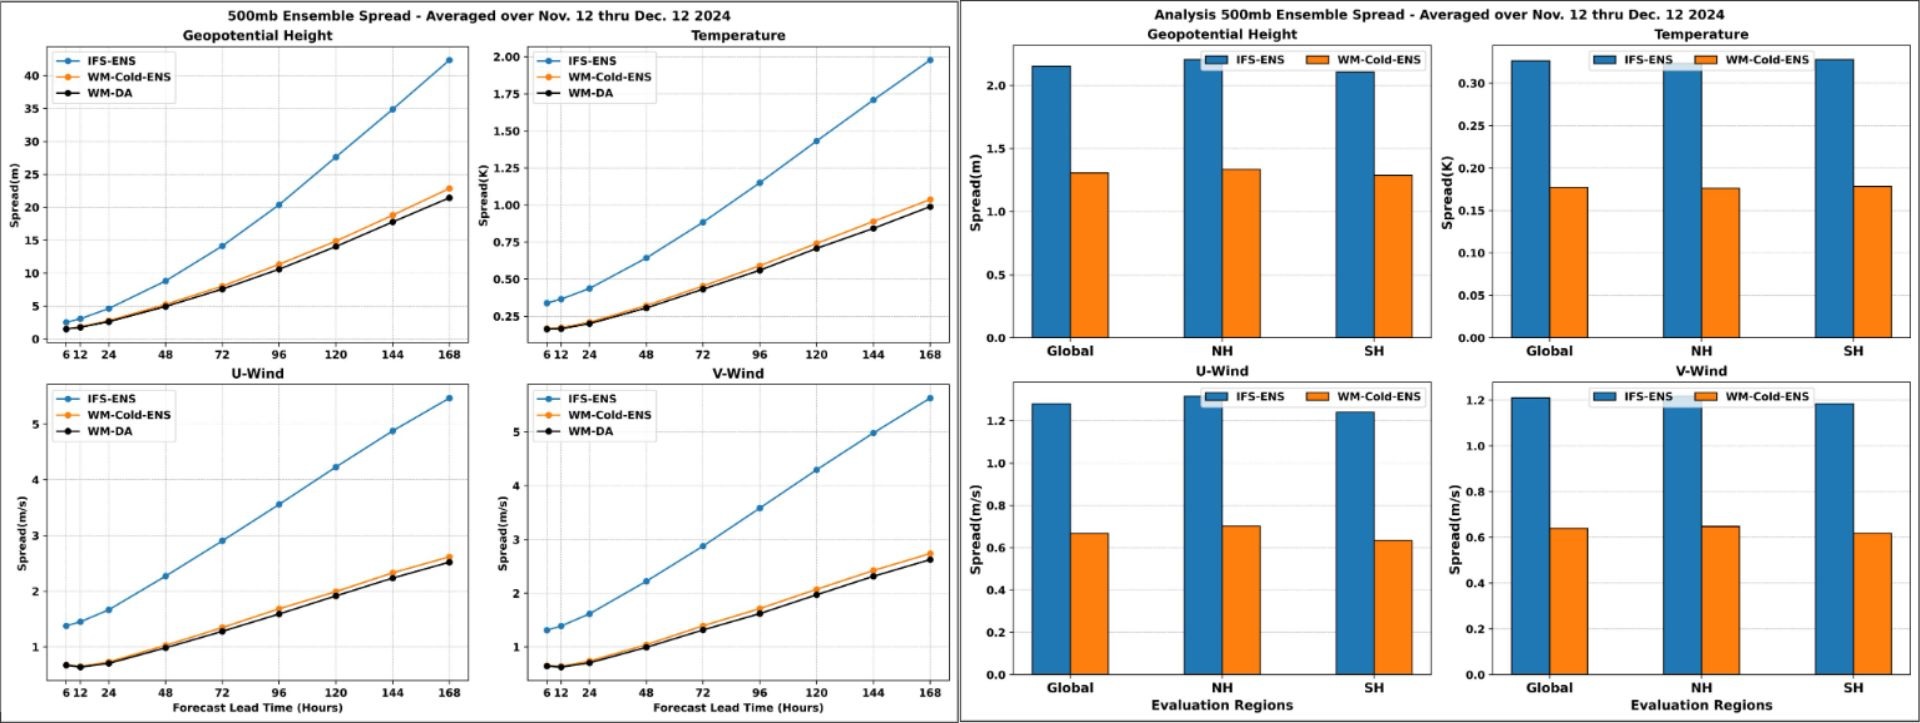 500mb Ensemble Spread - Averaged over Nov. 12 thru Dec. 12 2024
Geopotential Height
IFS-ENS
WM-Cold-ENS
WM-DA
Spread(m)
40
35
30
25
20
15
10
5
0
6 12 24 48 72 96 120 144 168
Temperature
IFS-ENS
WM-Cold-ENS
WM-DA
Spread(K)
2.00
1.75
1.50
1.25
1.00
0.75
0.50
0.25
6 12 24 48 72 96 120 144 168
U-Wind
IFS-ENS
WM-Cold-ENS
WM-DA
Spread(m/s)
5
4
3
2
1
6 12 24 48 72 96 120 144 168
Forecast Lead Time (Hours)
V-Wind
IFS-ENS
WM-Cold-ENS
WM-DA
Spread(m/s)
5
4
3
2
1
6 12 24 48 72 96 120 144 168
Forecast Lead Time (Hours)
Analysis 500mb Ensemble Spread - Averaged over Nov. 12 thru Dec. 12 2024
Geopotential Height
IFS-ENS WM-Cold-ENS
Spread(m)
2.0
1.5
1.0
0.5
0.0
Global NH SH
Temperature
IFS-ENS WM-Cold-ENS
Spread(K)
0.30
0.25
0.20
0.15
0.10
0.05
0.00
Global NH SH
U-Wind
IFS-ENS WM-Cold-ENS
Spread(m/s)
1.2
1.0
0.8
0.6
0.4
0.2
0.0
Global NH SH
Evaluation Regions
V-Wind
IFS-ENS WM-Cold-ENS
Spread(m/s)
1.2
1.0
0.8
0.6
0.4
0.2
0.0
Global NH SH
Evaluation Regions